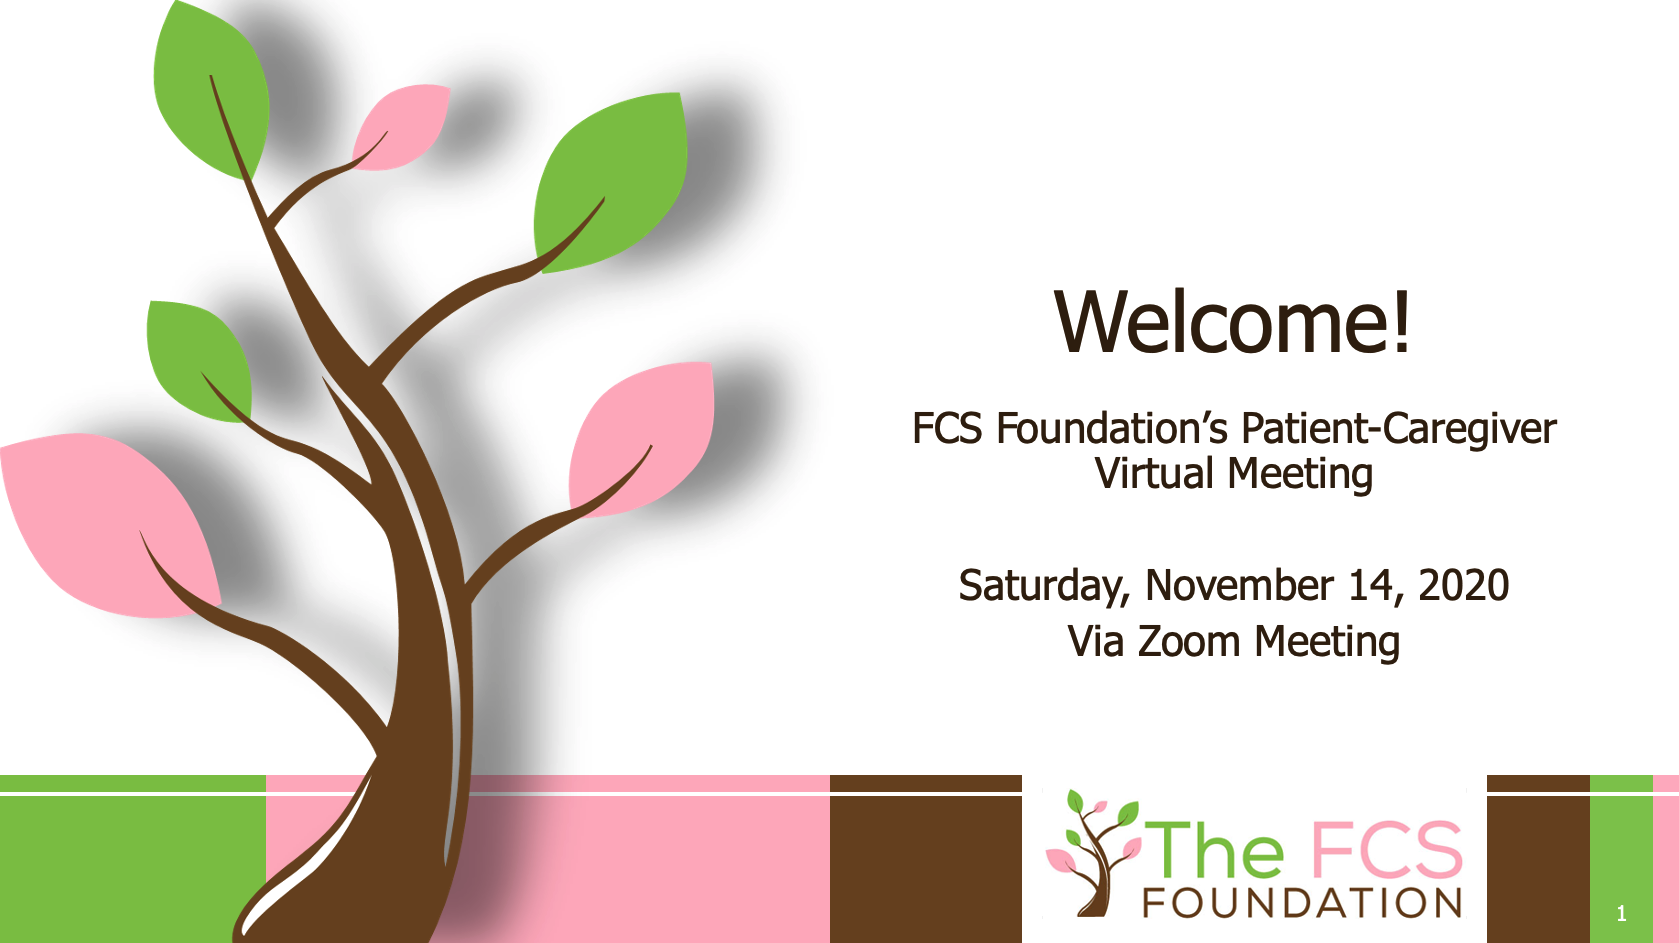 Welcome!
FCS Foundation’s Patient-Caregiver
Virtual Meeting
Saturday, November 14, 2020
Via Zoom Meeting
The FCS
FOUNDATION
1